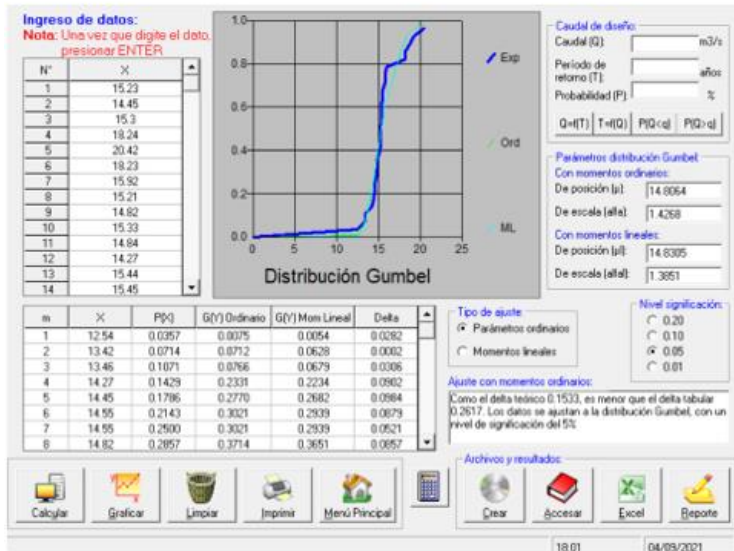 Ingreso de datos:
Nota: Una vez que digite el dato, presionar ENTER
N° X
1 15.23
2 14.45
3 15.3
4 18.24
5 20.42
6 18.23
7 15.92
8 15.21
9 14.82
10 15.33
11 14.84
12 14.27
13 15.44
14 15.45
1.0
0.8
0.6
0.4
0.2
0.0
0 5 10 15 20 25
Exp
Ord
ML
Distribución Gumbel
Caudal de diseño:
Caudal (Q): m3/s
Período de retorno (T): años
Probabilidad (P): %
Q=f(T) T=f(Q) P(Q<q) P(Q>q)
Parámetros distribución Gumbel:
Con momentos ordinarios:
De posición (µ): 14.8064
De escala (alfa): 1.4268
Con momentos lineales:
De posición (µl): 14.8305
De escala (alfal): 1.3851
m X P(X) G(Y) Ordinario G(Y) Mom Lineal Delta
1 12.54 0.0357 0.0075 0.0054 0.0282
2 13.42 0.0714 0.0712 0.0628 0.0002
3 13.46 0.1071 0.0766 0.0679 0.0306
4 14.27 0.1429 0.2331 0.2234 0.0902
5 14.45 0.1786 0.2770 0.2682 0.0984
6 14.55 0.2143 0.3021 0.2939 0.0879
7 14.55 0.2500 0.3021 0.2939 0.0521
8 14.82 0.2857 0.3714 0.3651 0.0857
Tipo de ajuste:
Parámetros ordinarios
Momentos lineales
Nivel significación:
0.20
0.10
0.05
0.01
Ajuste con momentos ordinarios:
Como el delta teórico 0.1533, es menor que el delta tabular
0.2617. Los datos se ajustan a la distribución Gumbel, con un
nivel de significación del 5%
Calcular
Graficar
Limpiar
Imprimir
Menú Principal
Archivos y resultados:
Crear
Accesar
Excel
Reporte
18:01 04/09/2021